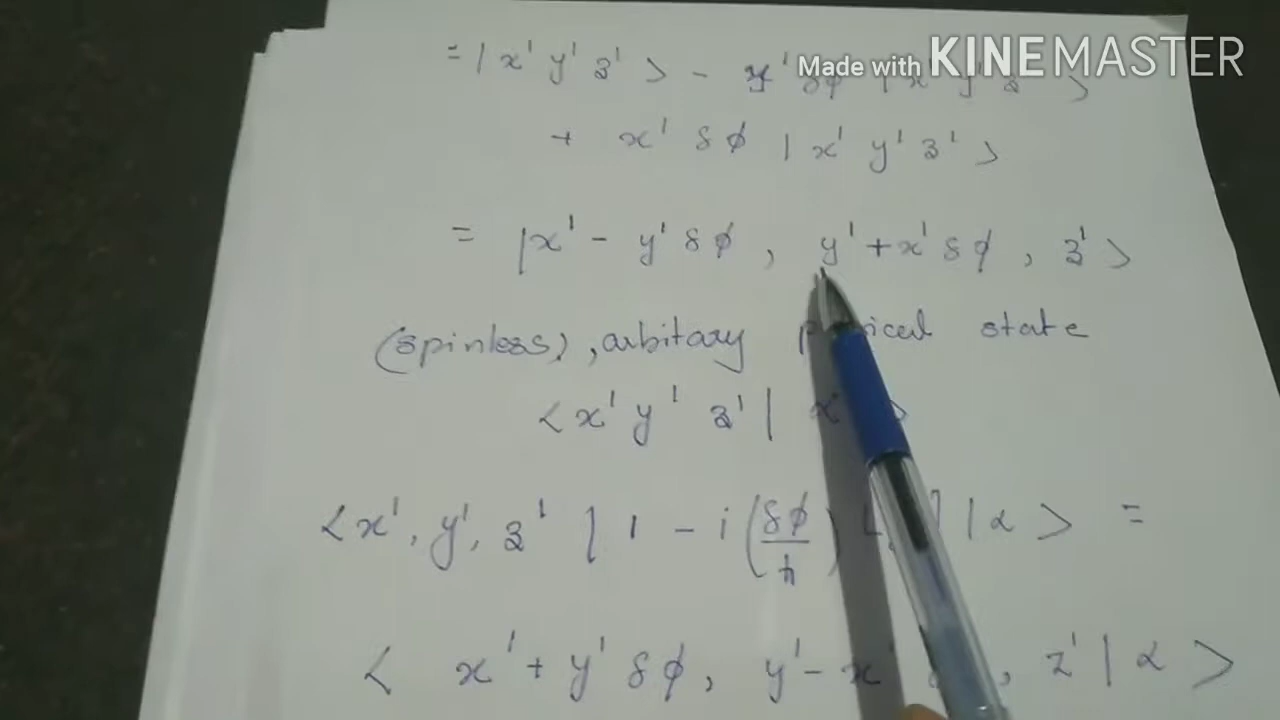 = | x' y' z' > - y' δφ | x' y' z' >
Made with KINEMASTER
+ x' δφ | x' y' z' >
= | x' - y' δφ , y' + x' δφ , z' >
(spinless), arbitary state
< x' y' z' |
< x', y', z' | 1 - i (δφ/ħ) | α > =
< x' + y' δφ, y' - x' , z' | α >